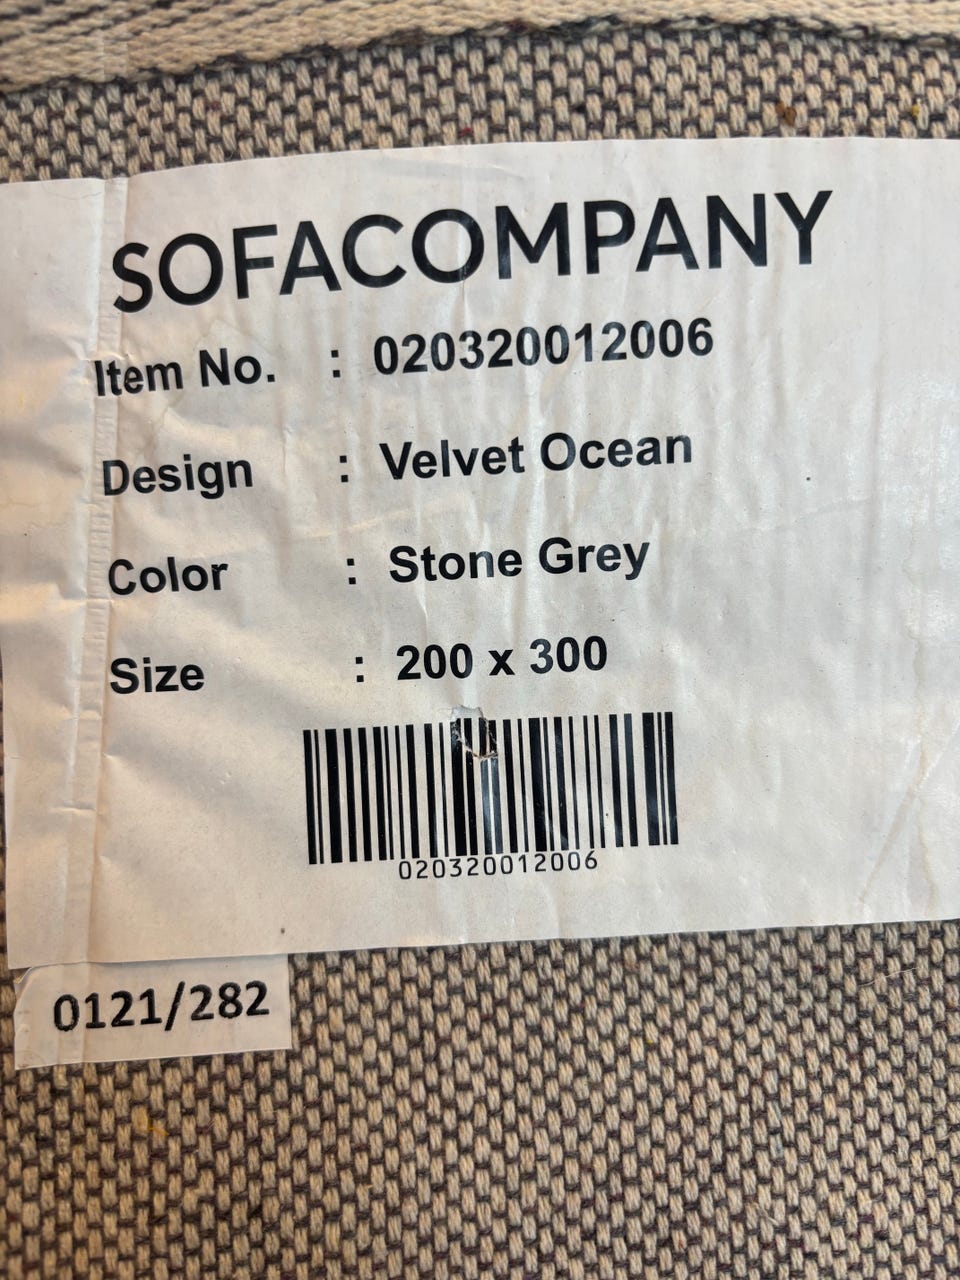 SOFACOMPANY
Item No. : 020320012006
Design : Velvet Ocean
Color : Stone Grey
Size : 200 x 300
020320012006
0121/282